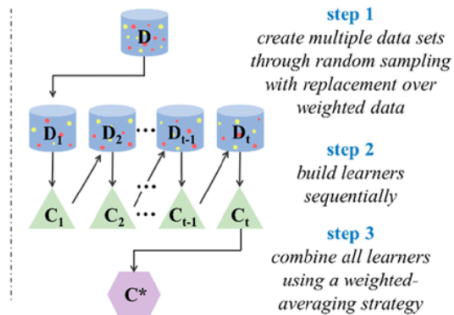 step 1
D
create multiple data sets
through random sampling
with replacement over
weighted data
D₁ D₂ ... Dₜ₋₁ Dₜ
step 2
build learners
sequentially
...
C₁ C₂ ... Cₜ₋₁ Cₜ
step 3
combine all learners
using a weighted-
averaging strategy
C*